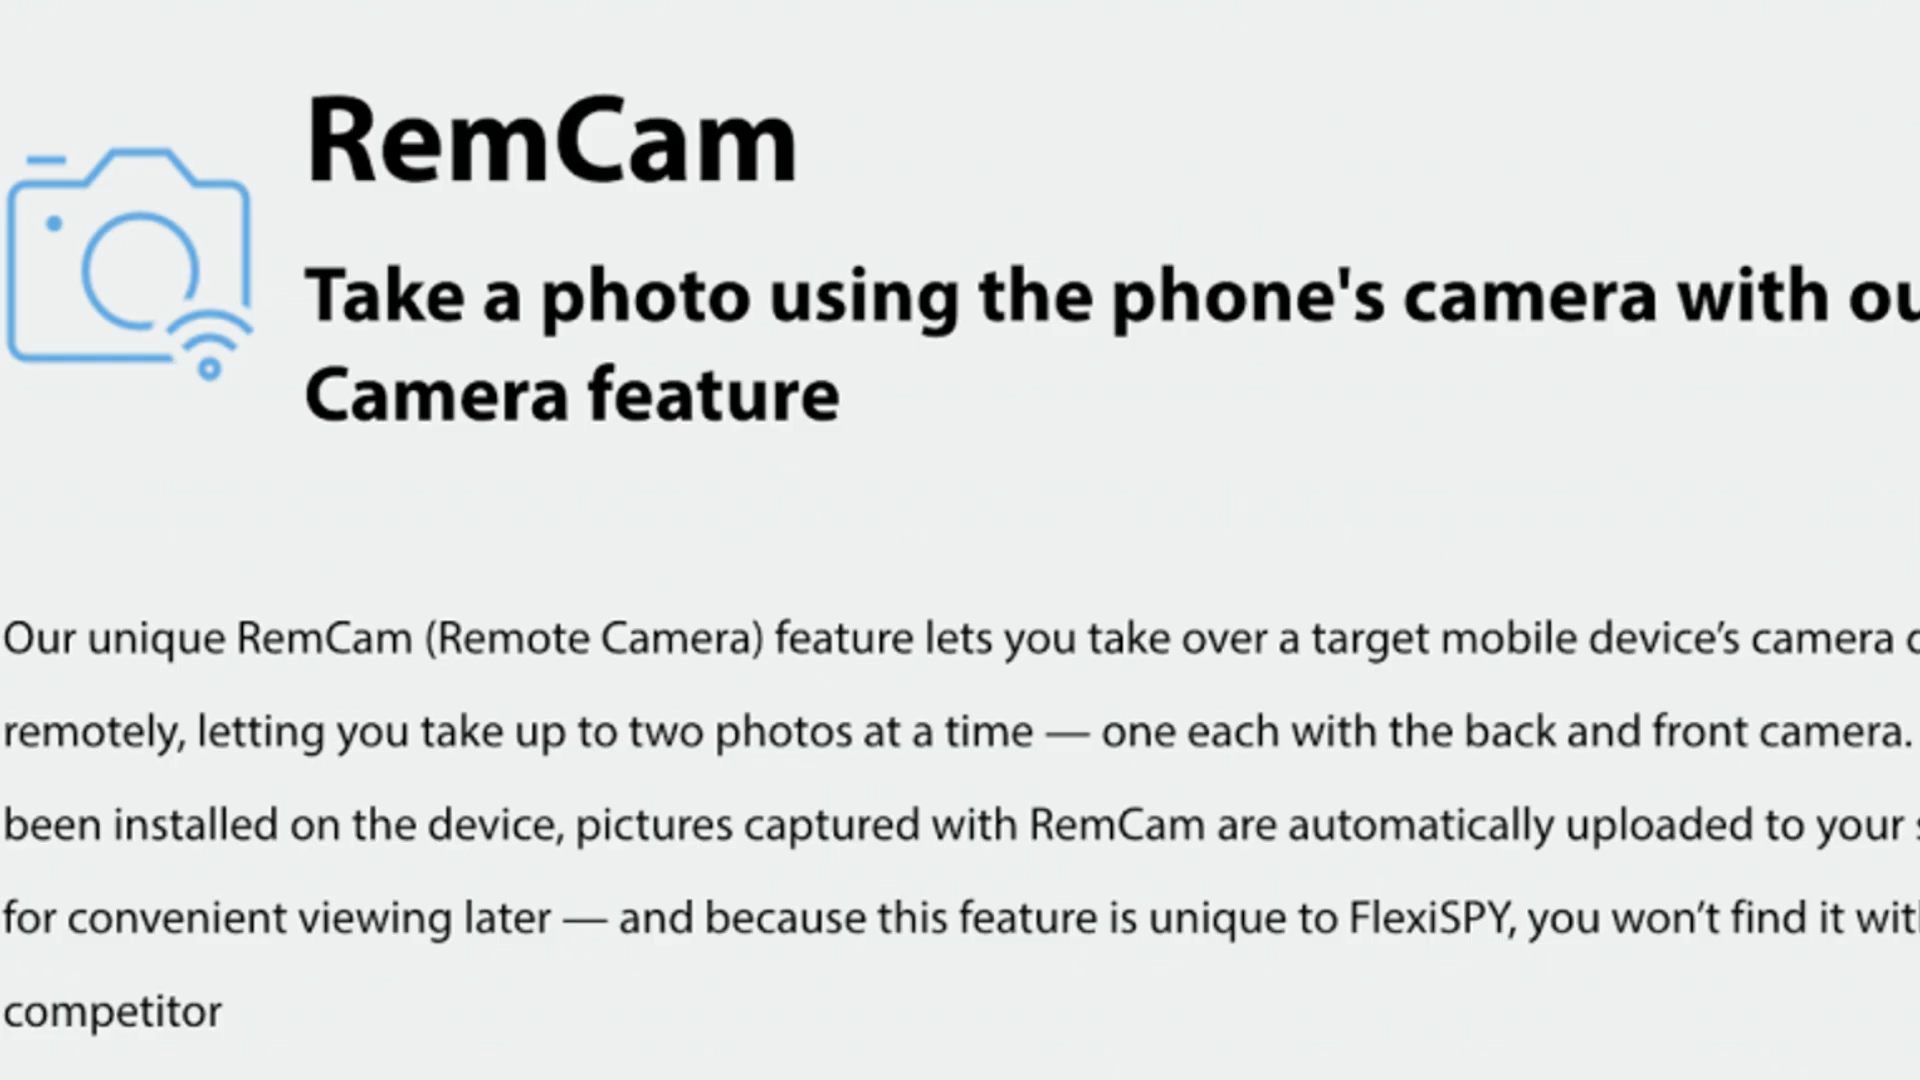 RemCam
Take a photo using the phone's camera with
Camera feature
Our unique RemCam (Remote Camera) feature lets you take over a target mobile device’s camera
remotely, letting you take up to two photos at a time — one each with the back and front camera.
been installed on the device, pictures captured with RemCam are automatically uploaded to your
for convenient viewing later — and because this feature is unique to FlexiSPY, you won’t find it
competitor